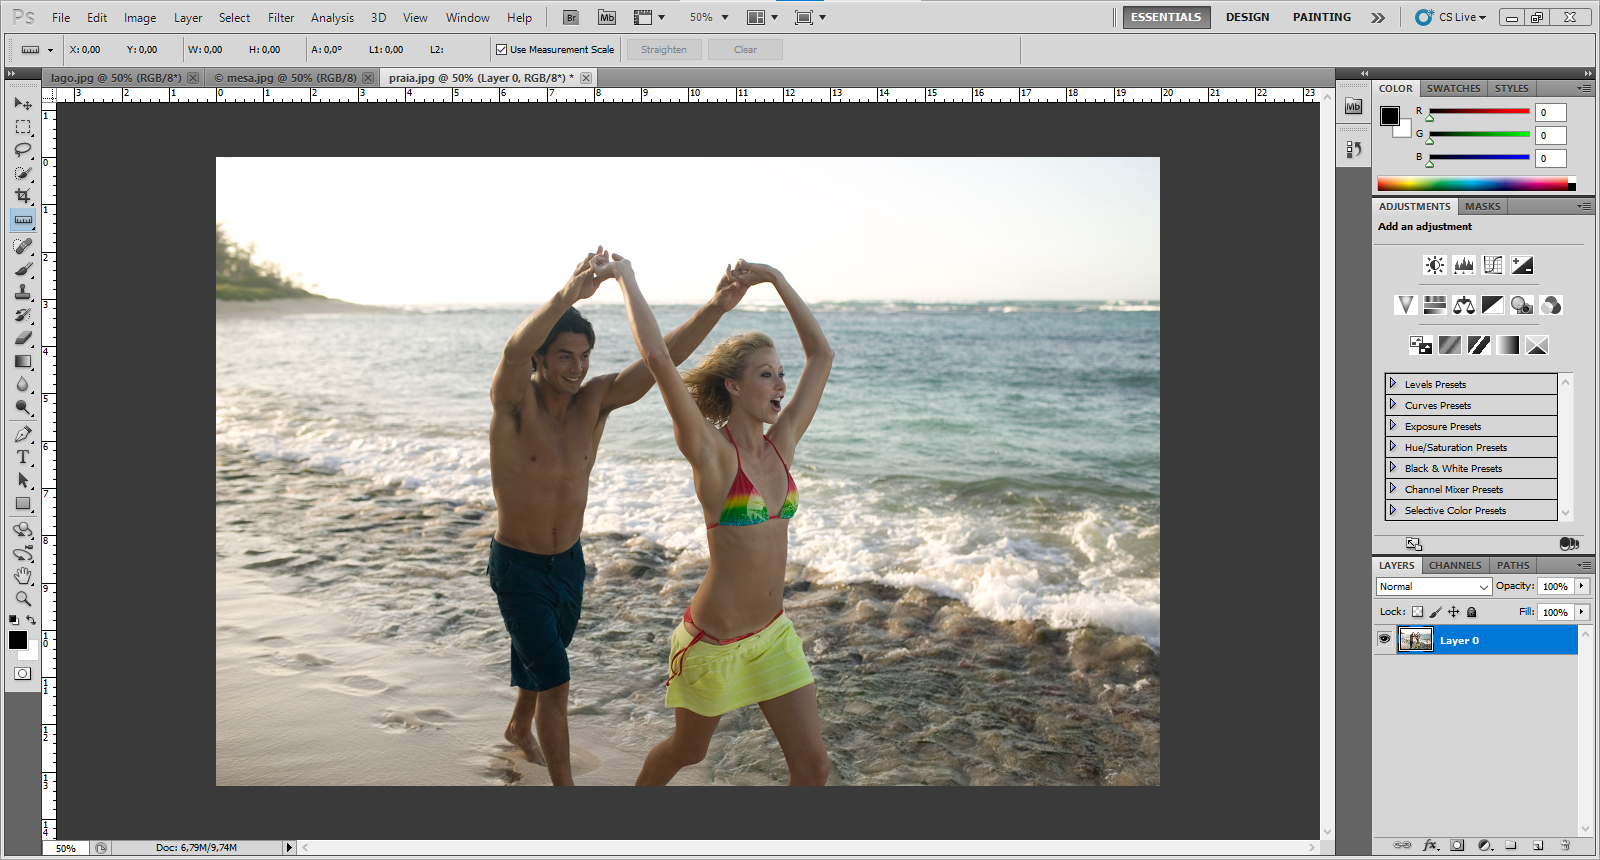 Ps File Edit Image Layer Select Filter Analysis 3D View Window Help Br Mb 50% ESSENTIALS DESIGN PAINTING CS Live
X: 0,00 Y: 0,00 W: 0,00 H: 0,00 A: 0,0° L1: 0,00 L2: Use Measurement Scale Straighten Clear
lago.jpg @ 50% (RGB/8*) © mesa.jpg @ 50% (RGB/8) praia.jpg @ 50% (Layer 0, RGB/8*) *
3 2 1 0 1 2 3 4 5 6 7 8 9 10 11 12 13 14 15 16 17 18 19 20 21 22 23
1
0
1
2
3
4
5
6
7
8
9
10
11
12
13
14
T
Mb
COLOR SWATCHES STYLES
R 0
G 0
B 0
ADJUSTMENTS MASKS
Add an adjustment
Levels Presets
Curves Presets
Exposure Presets
Hue/Saturation Presets
Black & White Presets
Channel Mixer Presets
Selective Color Presets
LAYERS CHANNELS PATHS
Normal Opacity: 100%
Lock: Fill: 100%
Layer 0
fx
50% Doc: 6,79M/9,74M